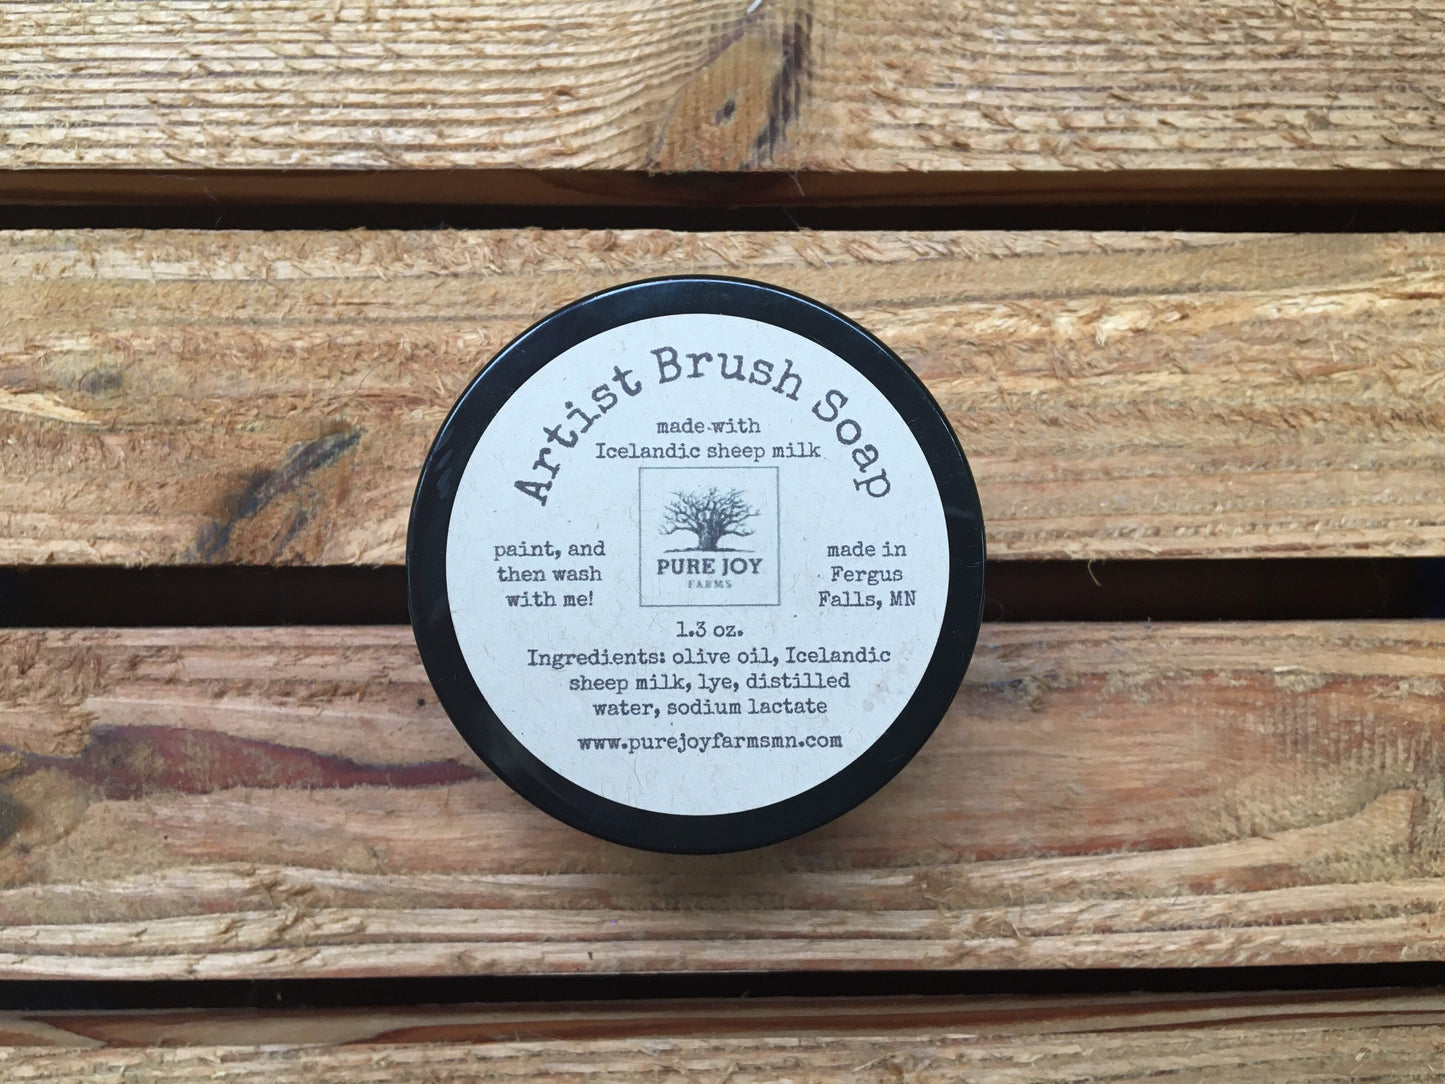 Artist Brush Soap
made with
Icelandic sheep milk
paint, and
then wash
with me!
PURE JOY
FARMS
made in
Fergus
Falls, MN
1.3 oz.
Ingredients: olive oil, Icelandic
sheep milk, lye, distilled
water, sodium lactate
www.purejoyfarmsmn.com